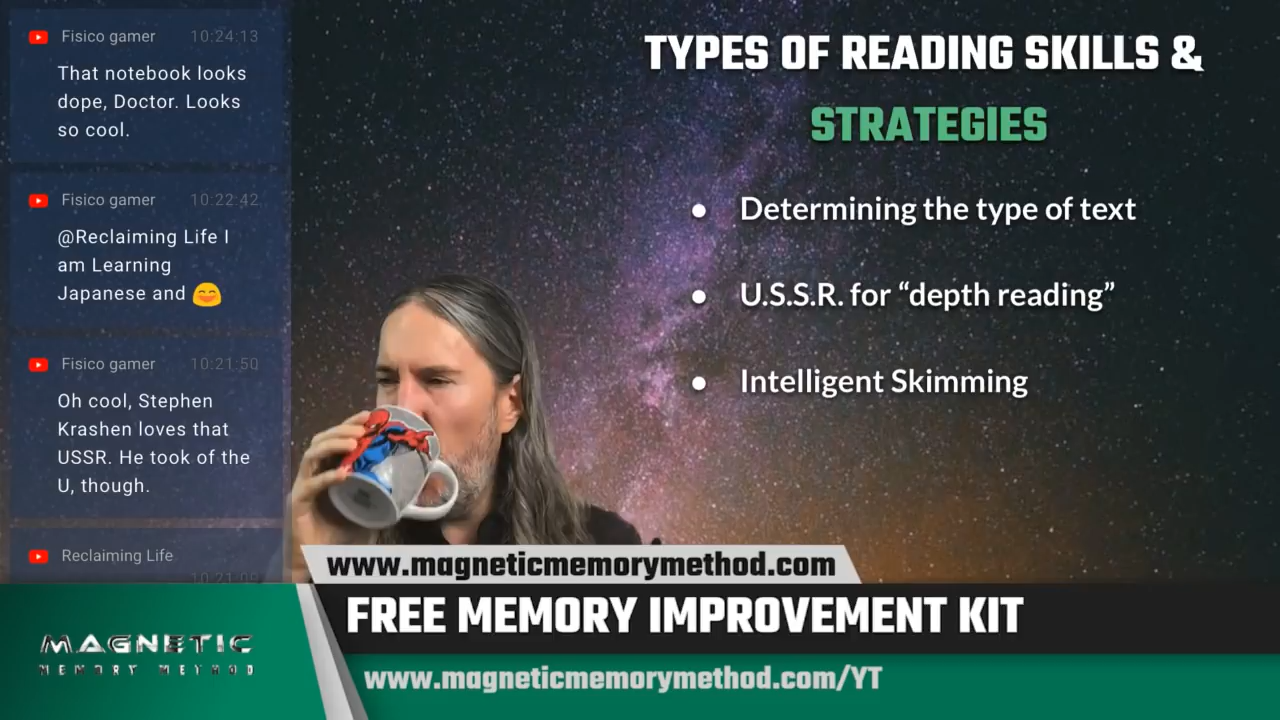 Fisico gamer 10:24:13
That notebook looks
dope, Doctor. Looks
so cool.
Fisico gamer 10:22:42
@Reclaiming Life I
am Learning
Japanese and 😊
Fisico gamer 10:21:50
Oh cool, Stephen
Krashen loves that
USSR. He took of the
U, though.
Reclaiming Life
TYPES OF READING SKILLS &
STRATEGIES
• Determining the type of text
• U.S.S.R. for “depth reading”
• Intelligent Skimming
www.magneticmemorymethod.com
FREE MEMORY IMPROVEMENT KIT
www.magneticmemorymethod.com/YT
MAGNETIC
MEMORY METHOD